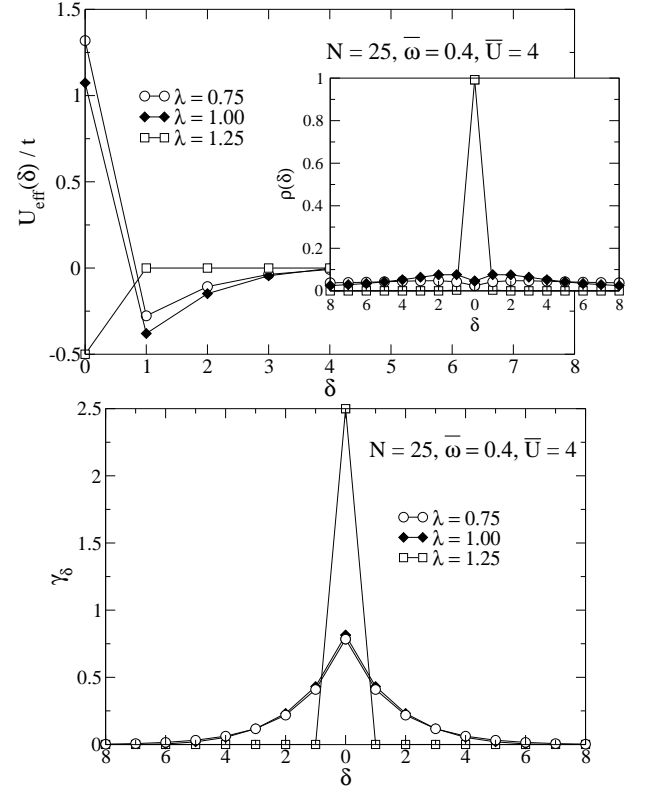 1.5
1
0.5
0
-0.5
U_eff(δ) / t
0 1 2 3 4 5 6 7 8
δ
λ = 0.75
λ = 1.00
λ = 1.25
N = 25, ω̅ = 0.4, U̅ = 4
1
0.8
0.6
0.4
0.2
0
ρ(δ)
8 6 4 2 0 2 4 6 8
δ
2.5
2
1.5
1
0.5
0
γ_δ
N = 25, ω̅ = 0.4, U̅ = 4
λ = 0.75
λ = 1.00
λ = 1.25
8 6 4 2 0 2 4 6 8
δ